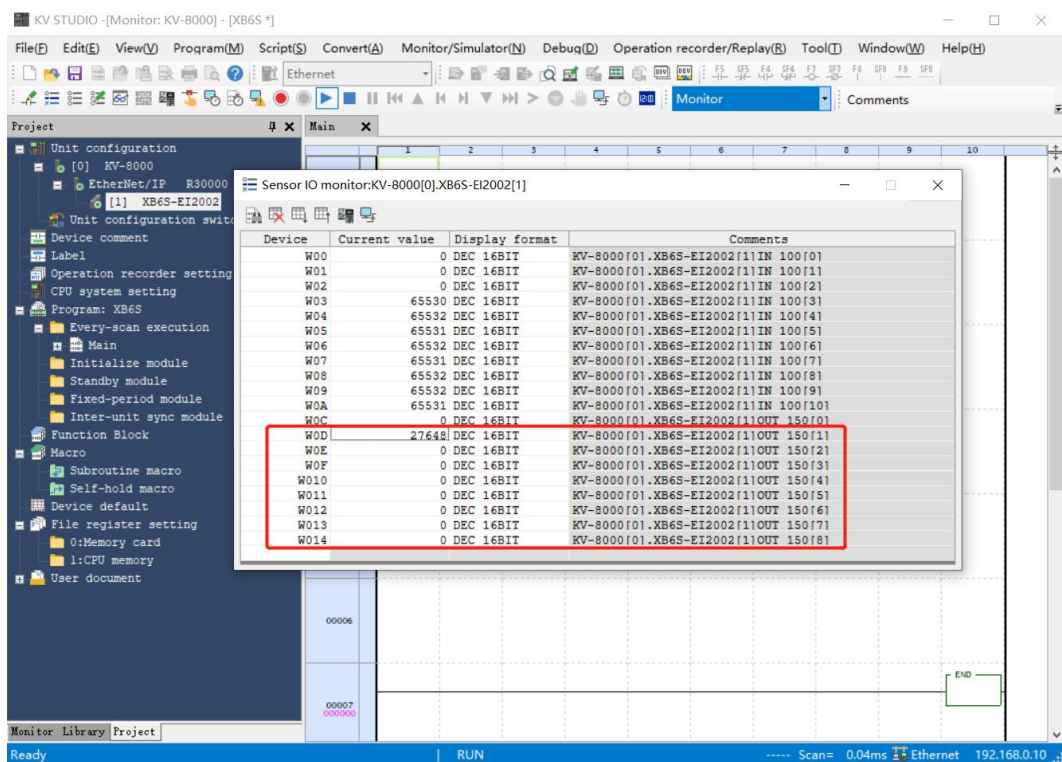 KV STUDIO -[Monitor: KV-8000] - [XB6S *]
File(F) Edit(E) View(V) Program(M) Script(S) Convert(A) Monitor/Simulator(N) Debug(D) Operation recorder/Replay(R) Tool(T) Window(W) Help(H)
Ethernet F5 SF5 F4 SF4 F3 SF3 F8 SF8 F9 SF9
Monitor Comments
Project Main
1 2 3 4 5 6 7 8 9 10
Unit configuration
[0] KV-8000
EtherNet/IP R30000
[1] XB6S-EI2002
Unit configuration switc
Device comment
Label
Operation recorder setting
CPU system setting
Program: XB6S
Every-scan execution
Main
Initialize module
Standby module
Fixed-period module
Inter-unit sync module
Function Block
Macro
Subroutine macro
Self-hold macro
Device default
File register setting
0:Memory card
1:CPU memory
User document
Monitor Library Project
Sensor IO monitor:KV-8000[0].XB6S-EI2002[1]
Device Current value Display format Comments
W00 0 DEC 16BIT KV-8000[0].XB6S-EI2002[1]IN 100[0]
W01 0 DEC 16BIT KV-8000[0].XB6S-EI2002[1]IN 100[1]
W02 0 DEC 16BIT KV-8000[0].XB6S-EI2002[1]IN 100[2]
W03 65530 DEC 16BIT KV-8000[0].XB6S-EI2002[1]IN 100[3]
W04 65532 DEC 16BIT KV-8000[0].XB6S-EI2002[1]IN 100[4]
W05 65531 DEC 16BIT KV-8000[0].XB6S-EI2002[1]IN 100[5]
W06 65532 DEC 16BIT KV-8000[0].XB6S-EI2002[1]IN 100[6]
W07 65531 DEC 16BIT KV-8000[0].XB6S-EI2002[1]IN 100[7]
W08 65532 DEC 16BIT KV-8000[0].XB6S-EI2002[1]IN 100[8]
W09 65532 DEC 16BIT KV-8000[0].XB6S-EI2002[1]IN 100[9]
W0A 65531 DEC 16BIT KV-8000[0].XB6S-EI2002[1]IN 100[10]
W0C 0 DEC 16BIT KV-8000[0].XB6S-EI2002[1]OUT 150[0]
W0D 27648 DEC 16BIT KV-8000[0].XB6S-EI2002[1]OUT 150[1]
W0E 0 DEC 16BIT KV-8000[0].XB6S-EI2002[1]OUT 150[2]
W0F 0 DEC 16BIT KV-8000[0].XB6S-EI2002[1]OUT 150[3]
W010 0 DEC 16BIT KV-8000[0].XB6S-EI2002[1]OUT 150[4]
W011 0 DEC 16BIT KV-8000[0].XB6S-EI2002[1]OUT 150[5]
W012 0 DEC 16BIT KV-8000[0].XB6S-EI2002[1]OUT 150[6]
W013 0 DEC 16BIT KV-8000[0].XB6S-EI2002[1]OUT 150[7]
W014 0 DEC 16BIT KV-8000[0].XB6S-EI2002[1]OUT 150[8]
00006
END
00007
000000
Ready RUN ----- Scan= 0.04ms Ethernet 192.168.0.10